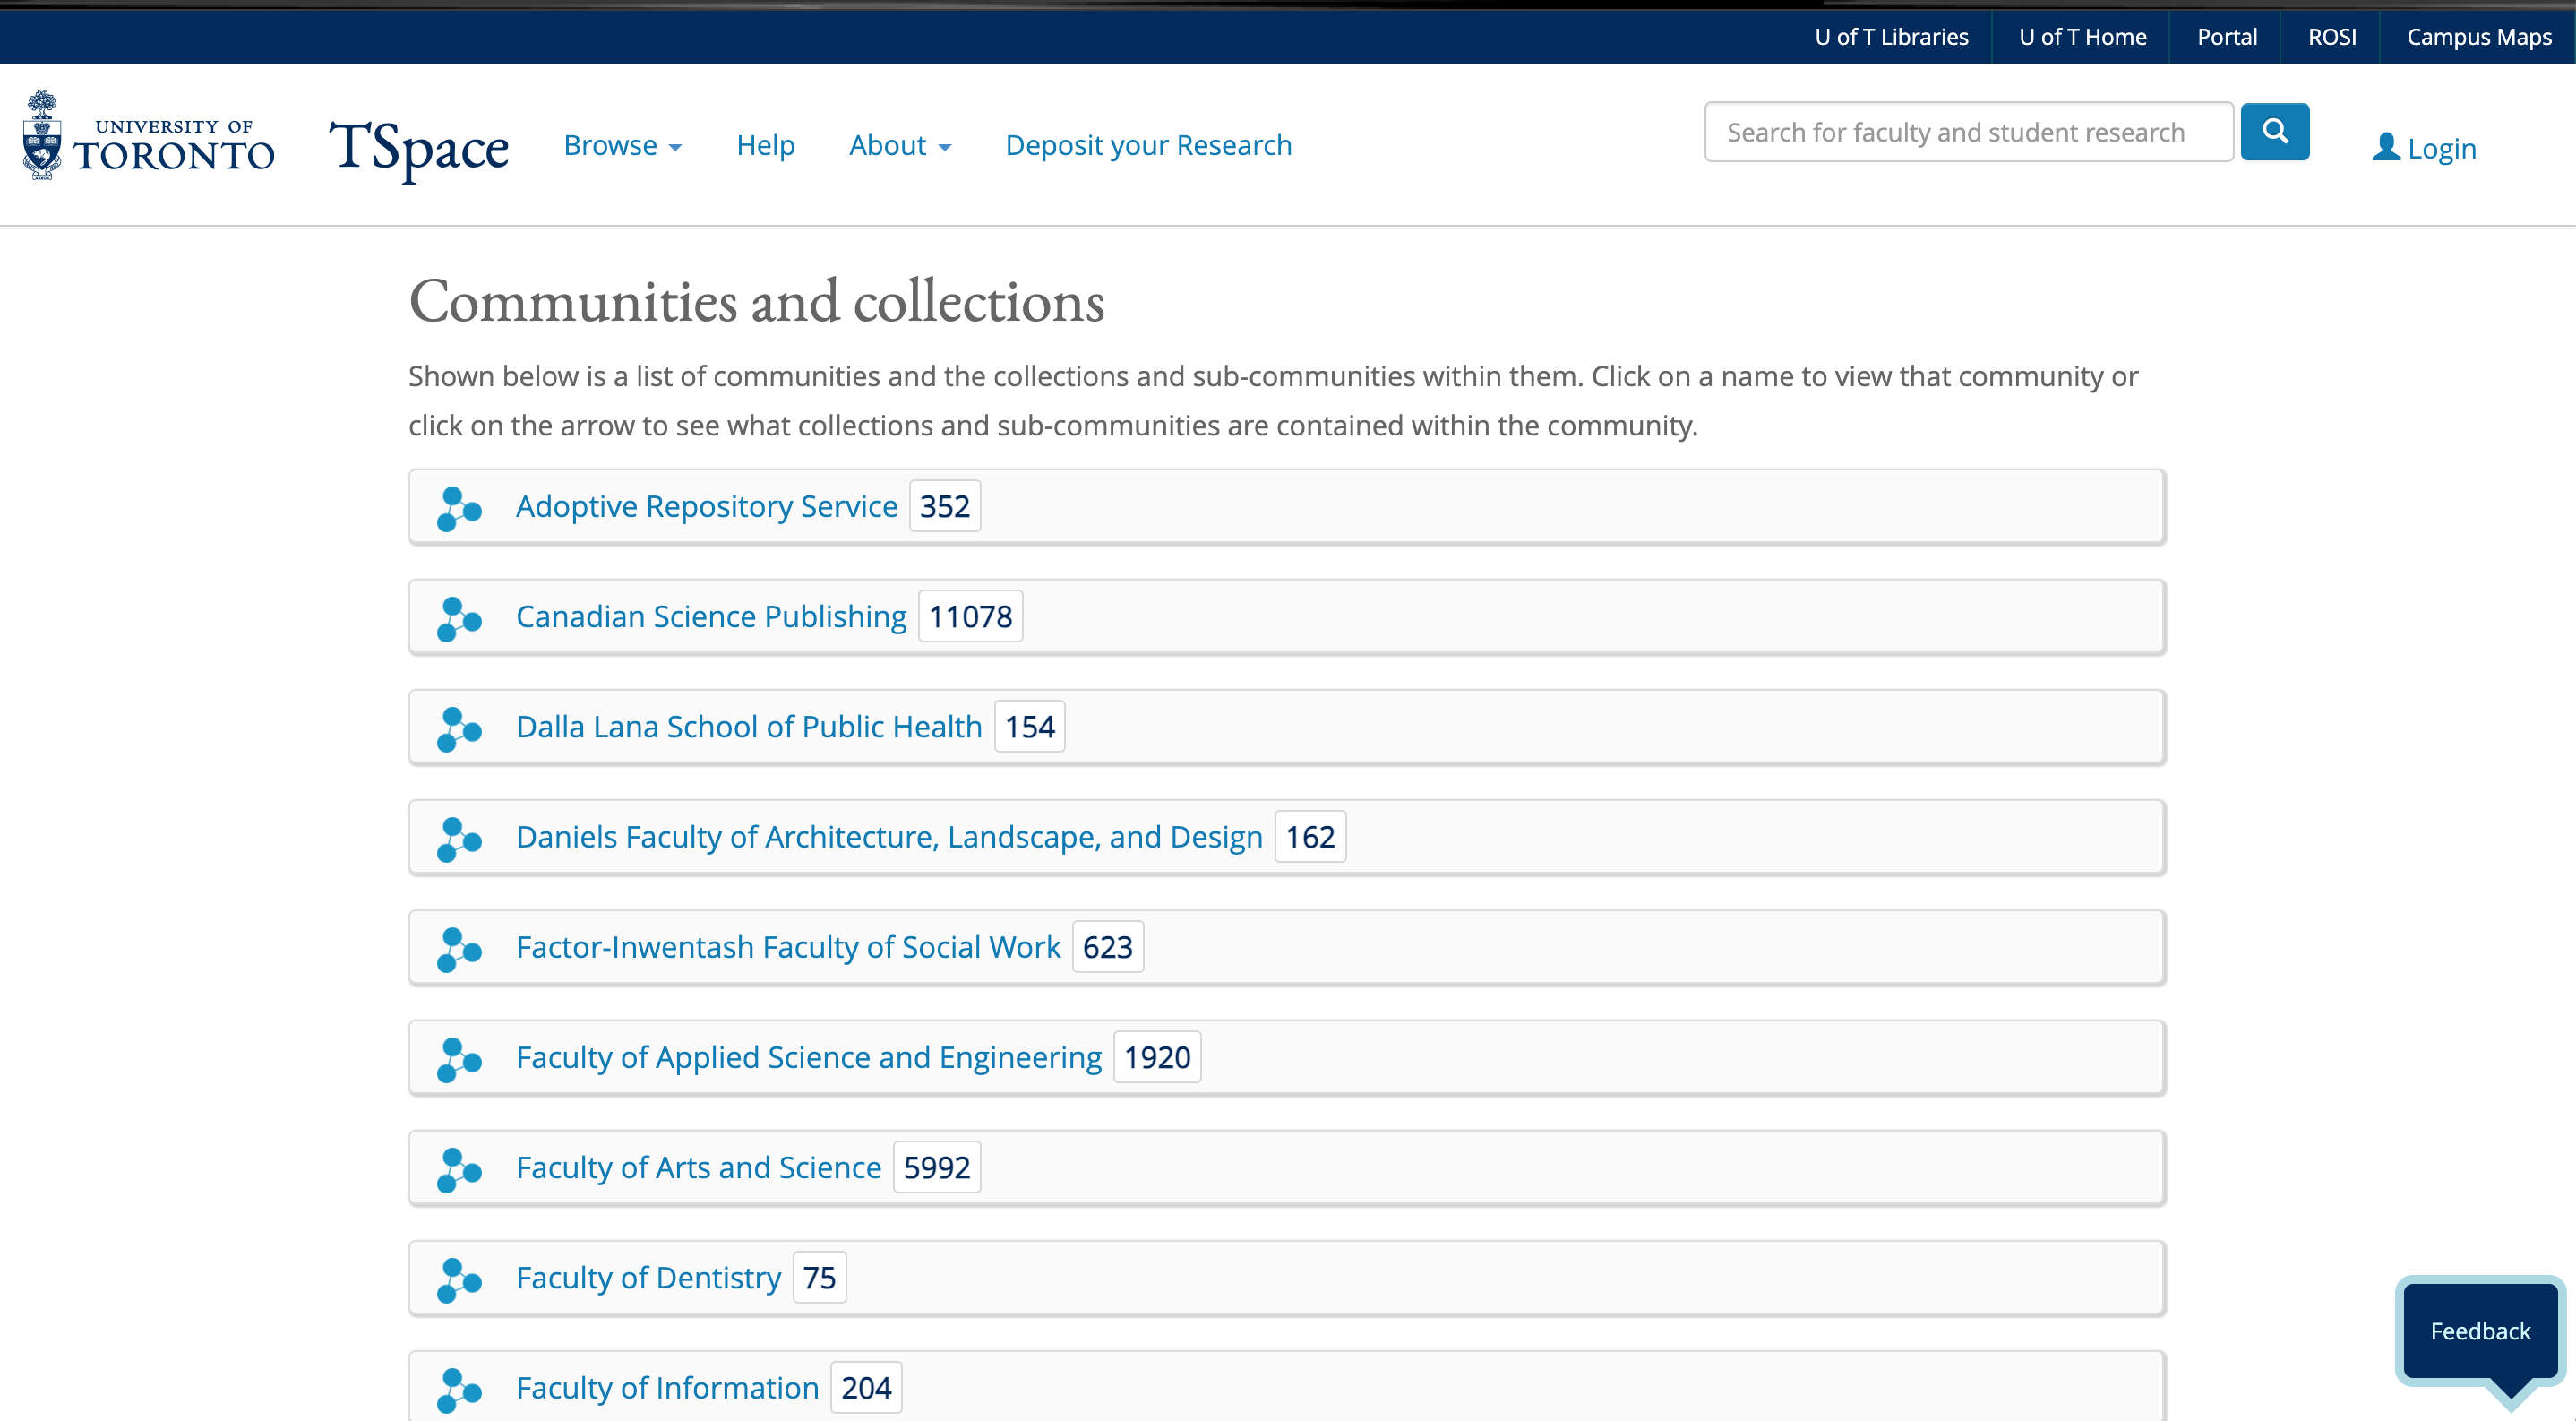 U of T Libraries
U of T Home
Portal
ROSI
Campus Maps
UNIVERSITY OF
TORONTO
TSpace
Browse
Help
About
Deposit your Research
Search for faculty and student research
Login
Communities and collections
Shown below is a list of communities and the collections and sub-communities within them. Click on a name to view that community or
click on the arrow to see what collections and sub-communities are contained within the community.
Adoptive Repository Service 352
Canadian Science Publishing 11078
Dalla Lana School of Public Health 154
Daniels Faculty of Architecture, Landscape, and Design 162
Factor-Inwentash Faculty of Social Work 623
Faculty of Applied Science and Engineering 1920
Faculty of Arts and Science 5992
Faculty of Dentistry 75
Faculty of Information 204
Feedback